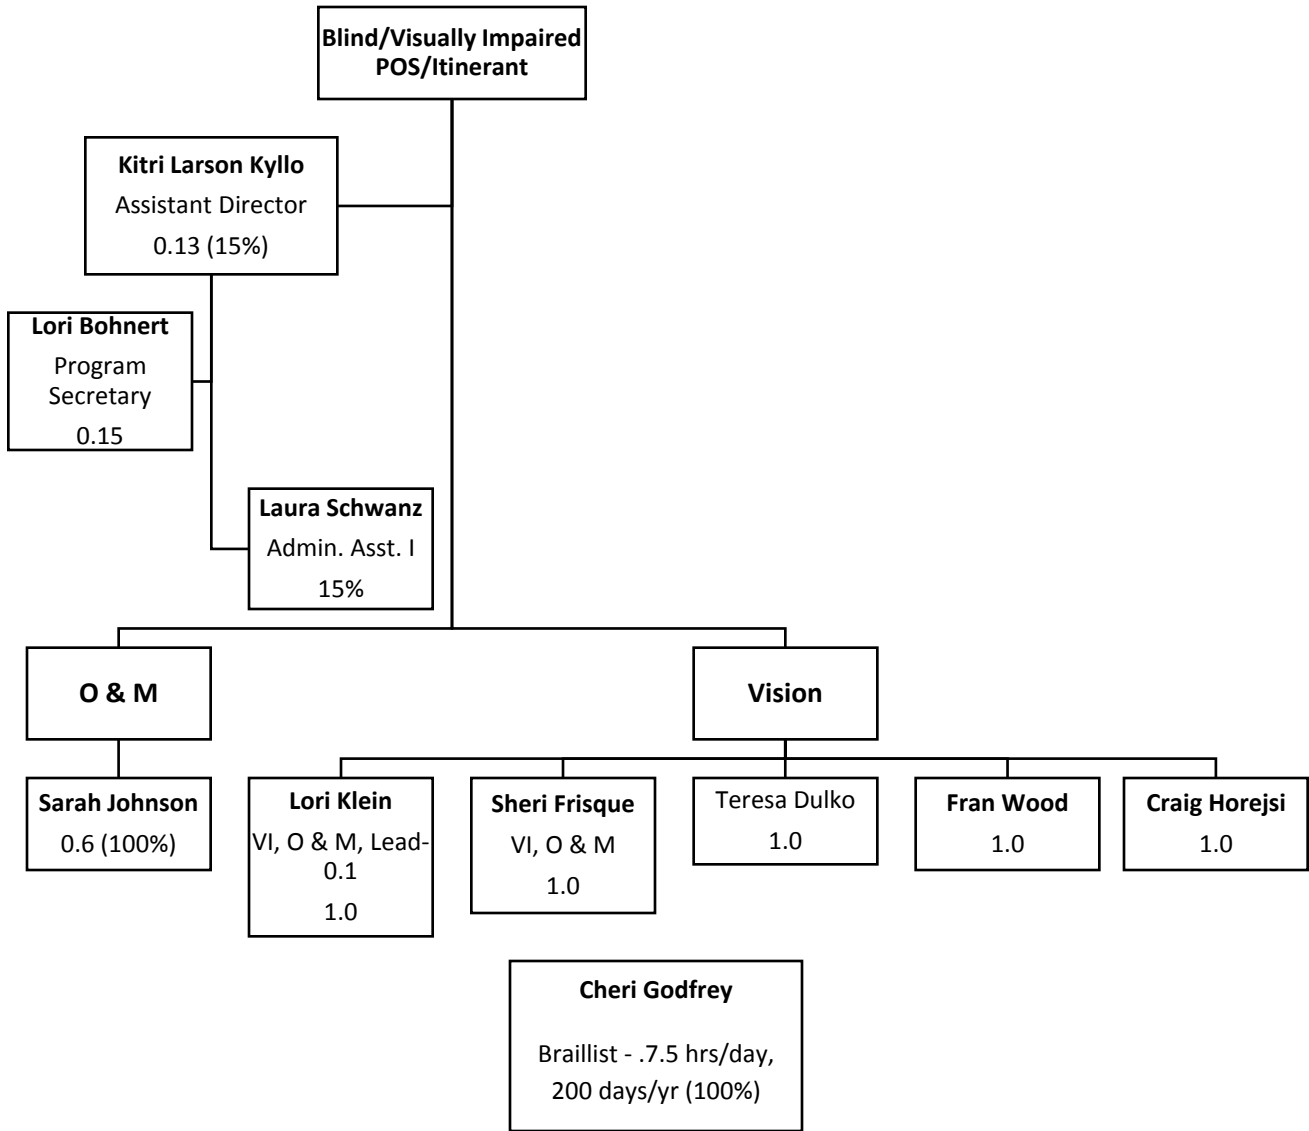 Blind/Visually Impaired
POS/Itinerant
Kitri Larson Kyllo
Assistant Director
0.13 (15%)
Lori Bohnert
Program
Secretary
0.15
Laura Schwanz
Admin. Asst. I
15%
O & M
Vision
Sarah Johnson
0.6 (100%)
Lori Klein
VI, O & M, Lead-
0.1
1.0
Sheri Frisque
VI, O & M
1.0
Teresa Dulko
1.0
Fran Wood
1.0
Craig Horejsi
1.0
Cheri Godfrey
Braillist - .7.5 hrs/day,
200 days/yr (100%)